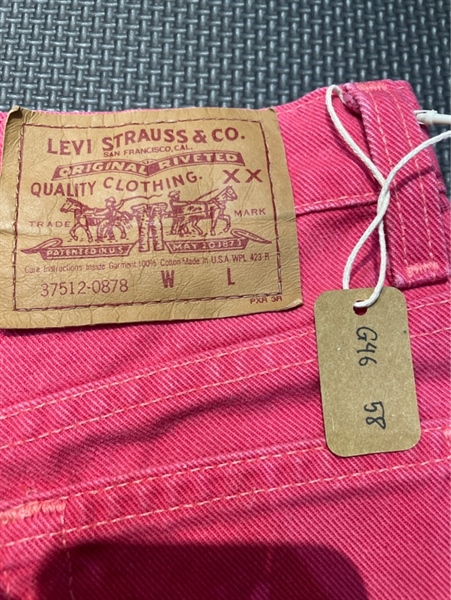 LEVI STRAUSS & CO.
SAN FRANCISCO, CAL.
ORIGINAL RIVETED
QUALITY CLOTHING. XX
TRADE MARK
PATENTED IN U.S. MAY 20 1873
Care Instructions Inside Garment 100% Cotton Made In U.S.A. WPL 423 R
37512-0878 W L
PXR 3R
G46 58